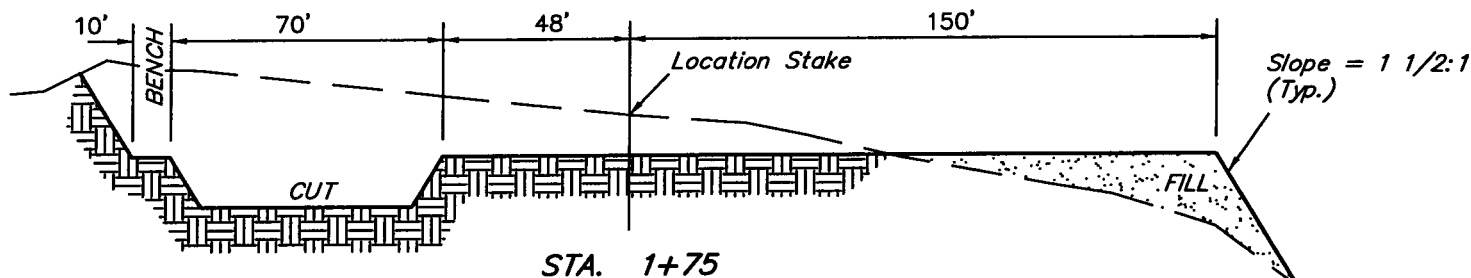 10' 70' 48' 150'
BENCH
Location Stake
Slope = 1 1/2:1
(Typ.)
CUT
FILL
STA. 1+75